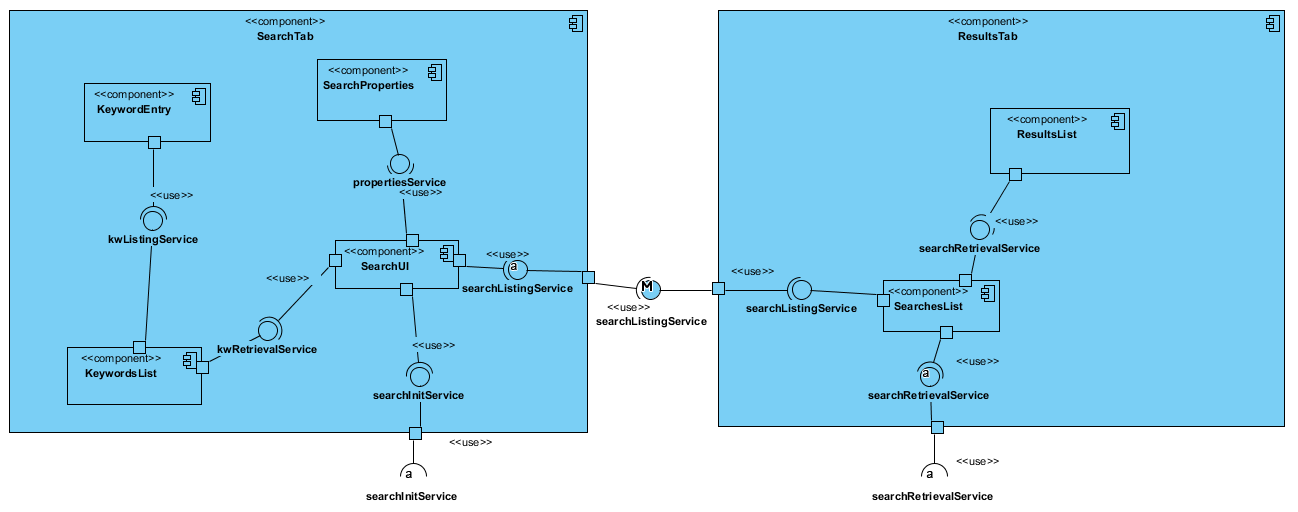 <<component>>
SearchTab
<<component>>
KeywordEntry
<<component>>
SearchProperties
propertiesService
<<use>>
<<use>>
kwListingService
<<component>>
SearchUI
<<use>>
a
searchListingService
<<use>>
kwRetrievalService
<<component>>
KeywordsList
<<use>>
searchInitService
<<use>>
a
searchInitService
M
<<use>>
searchListingService
<<component>>
ResultsTab
<<component>>
ResultsList
<<use>>
searchRetrievalService
<<use>>
searchListingService
<<component>>
SearchesList
<<use>>
a
searchRetrievalService
<<use>>
a
searchRetrievalService